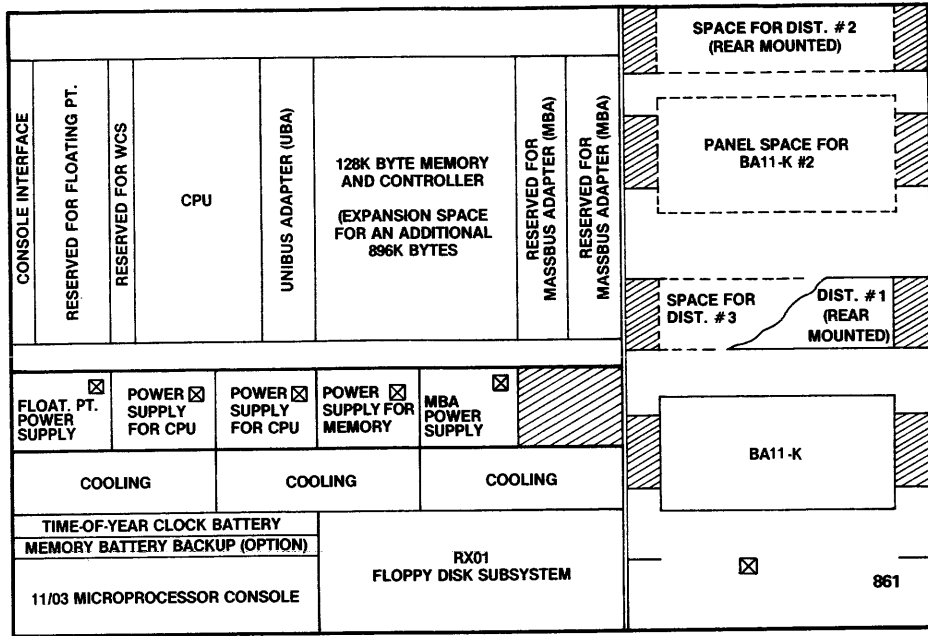 CONSOLE INTERFACE
RESERVED FOR FLOATING PT.
RESERVED FOR WCS
CPU
UNIBUS ADAPTER (UBA)
128K BYTE MEMORY
AND CONTROLLER
(EXPANSION SPACE
FOR AN ADDITIONAL
896K BYTES
RESERVED FOR
MASSBUS ADAPTER (MBA)
RESERVED FOR
MASSBUS ADAPTER (MBA)
FLOAT. PT.
POWER
SUPPLY
POWER
SUPPLY
FOR CPU
POWER
SUPPLY
FOR CPU
POWER
SUPPLY FOR
MEMORY
MBA
POWER
SUPPLY
COOLING
COOLING
COOLING
TIME-OF-YEAR CLOCK BATTERY
MEMORY BATTERY BACKUP (OPTION)
11/03 MICROPROCESSOR CONSOLE
RX01
FLOPPY DISK SUBSYSTEM
SPACE FOR DIST. #2
(REAR MOUNTED)
PANEL SPACE FOR
BA11-K #2
SPACE FOR
DIST. #3
DIST. #1
(REAR
MOUNTED)
BA11-K
861